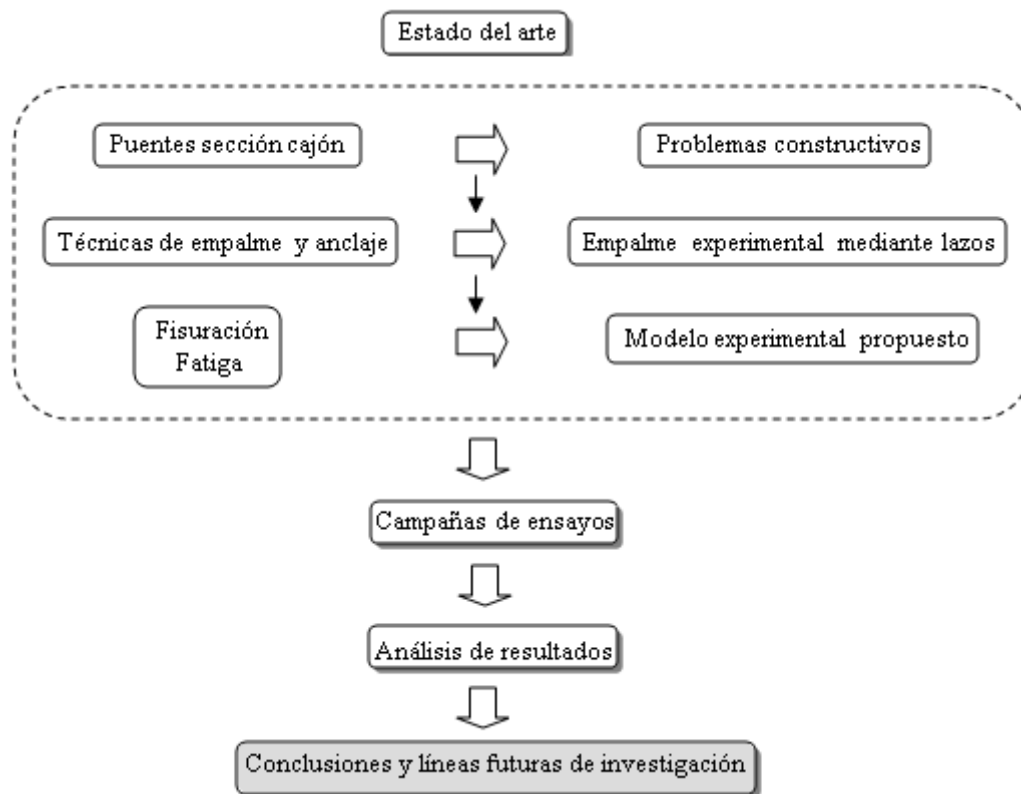 Estado del arte
Puentes sección cajón
Problemas constructivos
Técnicas de empalme y anclaje
Empalme experimental mediante lazos
Fisuración
Fatiga
Modelo experimental propuesto
Campañas de ensayos
Análisis de resultados
Conclusiones y líneas futuras de investigación